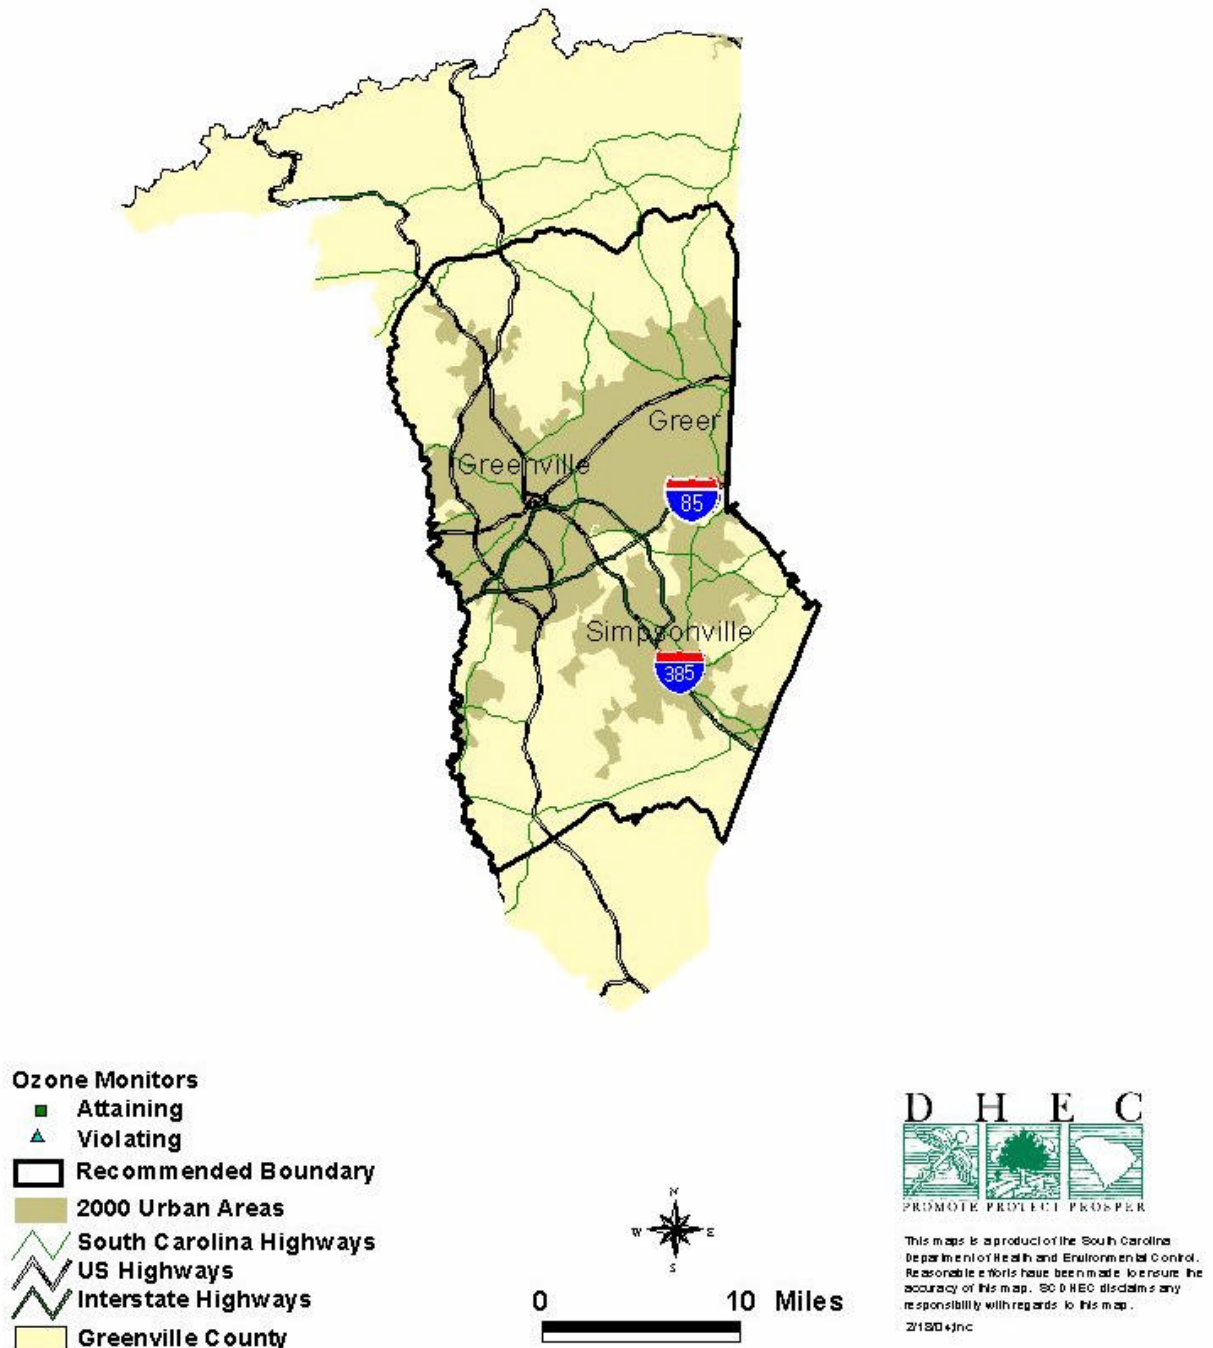 Greer
Greenville
85
Simpsonville
385
Ozone Monitors
Attaining
Violating
Recommended Boundary
2000 Urban Areas
South Carolina Highways
US Highways
Interstate Highways
Greenville County
N
W E
S
0 10 Miles
D H E C
PROMOTE PROTECT PROSPER
This maps is a product of the South Carolina
Department of Health and Environmental Control.
Reasonable efforts have been made to ensure the
accuracy of this map. SCDHEC disclaims any
responsibility with regards to this map.